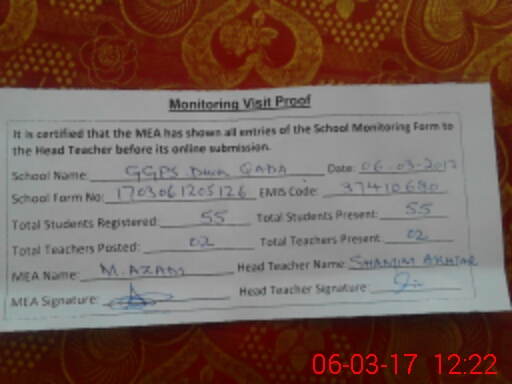 Monitoring Visit Proof
It is certified that the MEA has shown all entries of the School Monitoring Form to
the Head Teacher before its online submission.
School Name: GGPS QADA Date: 06-03-2017
School Form No: 1703061205126 EMIS Code: 37410690
Total Students Registered: 55 Total Students Present: 55
Total Teachers Posted: 02 Total Teachers Present: 02
MEA Name: M. AZAM Head Teacher Name: SHAMIM AKHTAR
MEA Signature: Head Teacher Signature:
06-03-17 12:22